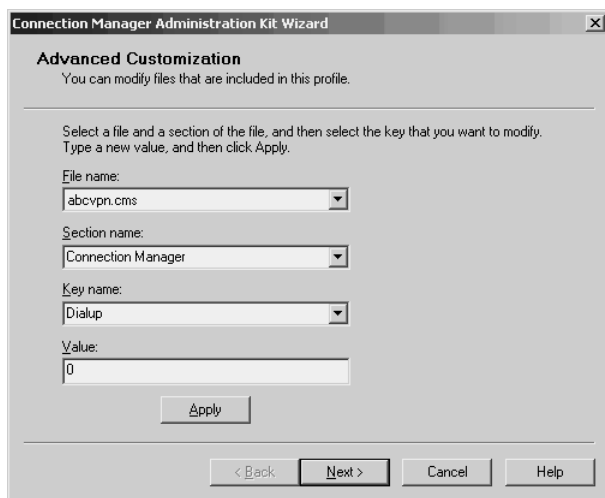 Connection Manager Administration Kit Wizard
Advanced Customization
You can modify files that are included in this profile.
Select a file and a section of the file, and then select the key that you want to modify.
Type a new value, and then click Apply.
File name:
abcvpn.cms
Section name:
Connection Manager
Key name:
Dialup
Value:
0
Apply
< Back
Next >
Cancel
Help